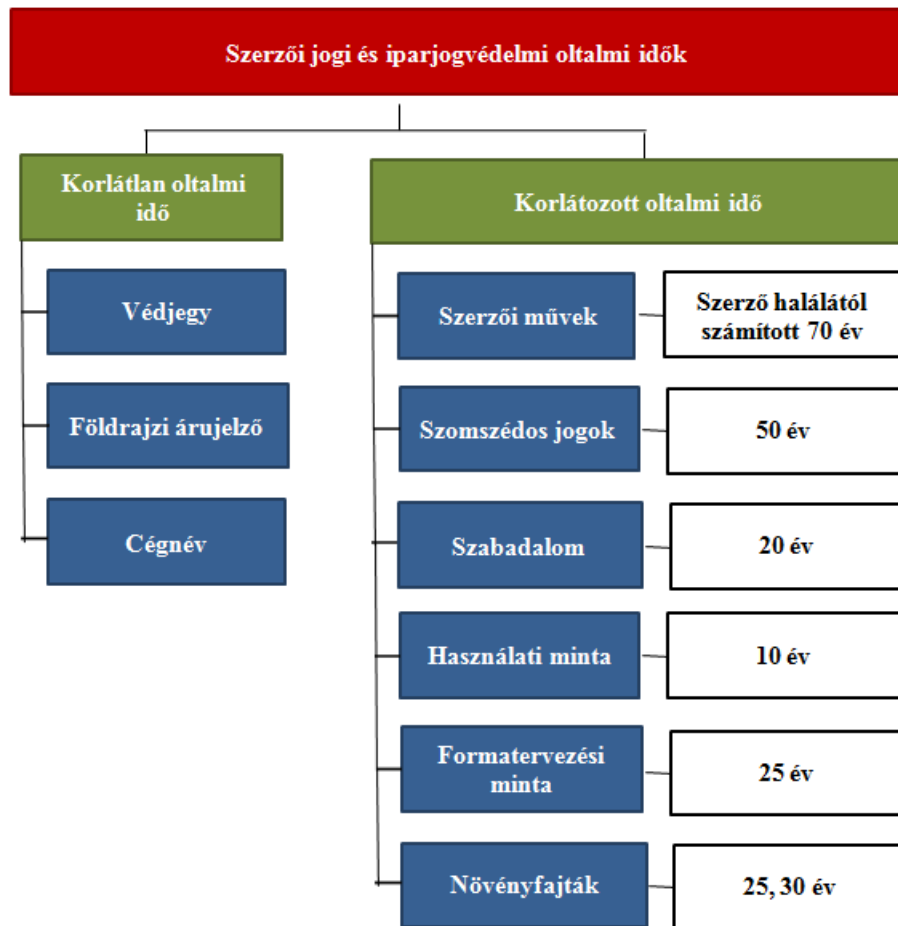 Szerzői jogi és iparjogvédelmi oltalmi idők
Korlátlan oltalmi
idő
Védjegy
Földrajzi árujelző
Cégnév
Korlátozott oltalmi idő
Szerzői művek
Szerző halálától
számított 70 év
Szomszédos jogok
50 év
Szabadalom
20 év
Használati minta
10 év
Formatervezési
minta
25 év
Növényfajták
25, 30 év